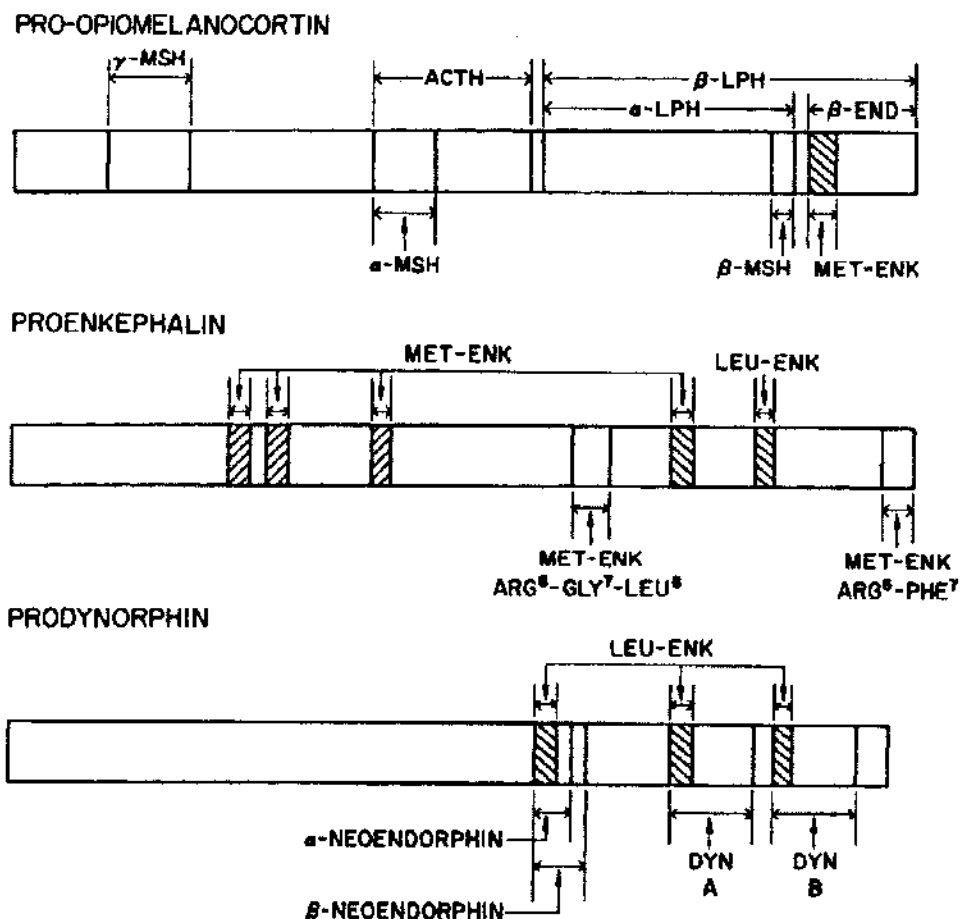 PRO-OPIOMELANOCORTIN
γ-MSH
ACTH
β-LPH
α-LPH
β-END
α-MSH
β-MSH
MET-ENK
PROENKEPHALIN
MET-ENK
LEU-ENK
MET-ENK
ARG⁶-GLY⁷-LEU⁸
MET-ENK
ARG⁶-PHE⁷
PRODYNORPHIN
LEU-ENK
α-NEOENDORPHIN
DYN
A
DYN
B
β-NEOENDORPHIN